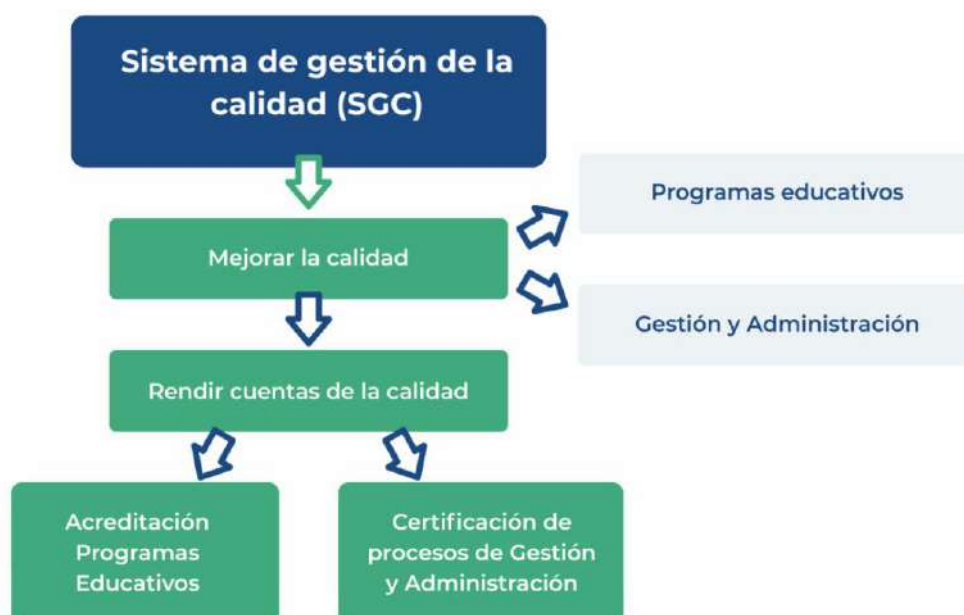 Sistema de gestión de la
calidad (SGC)
Programas educativos
Mejorar la calidad
Gestión y Administración
Rendir cuentas de la calidad
Acreditación
Programas
Educativos
Certificación de
procesos de Gestión
y Administración